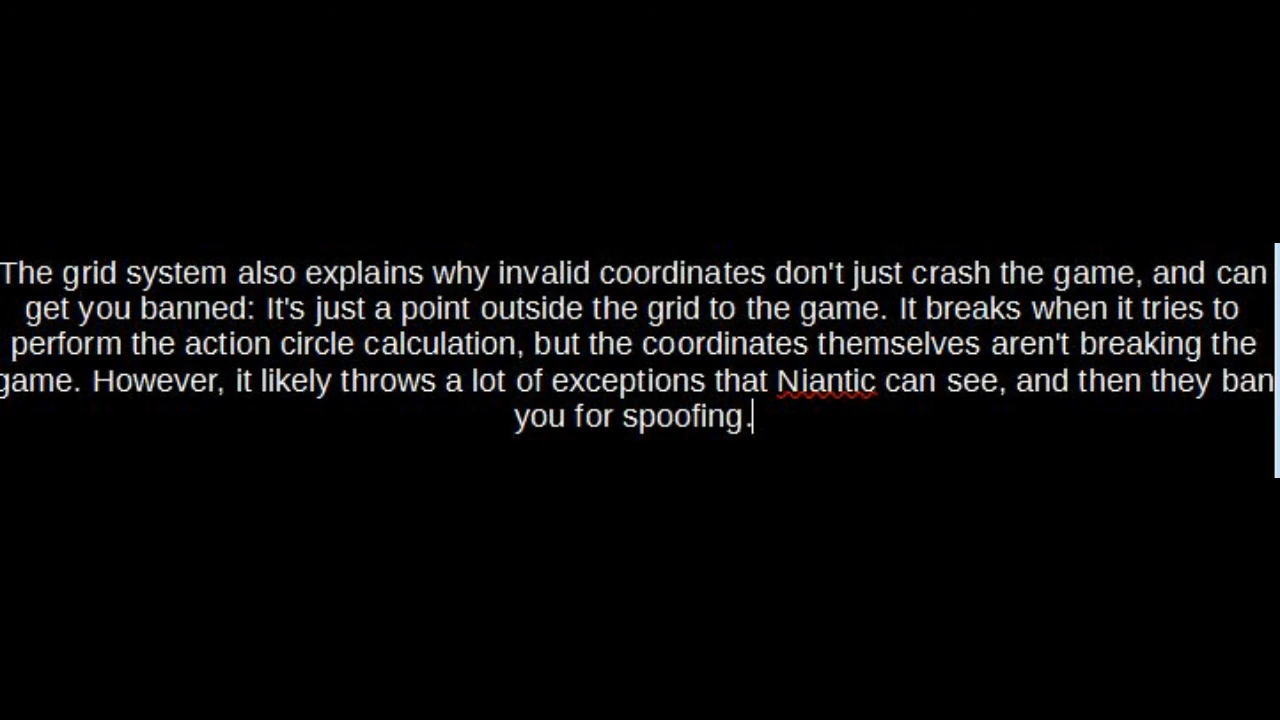 The grid system also explains why invalid coordinates don't just crash the game, and can
get you banned: It's just a point outside the grid to the game. It breaks when it tries to
perform the action circle calculation, but the coordinates themselves aren't breaking the
game. However, it likely throws a lot of exceptions that Niantic can see, and then they ban
you for spoofing.